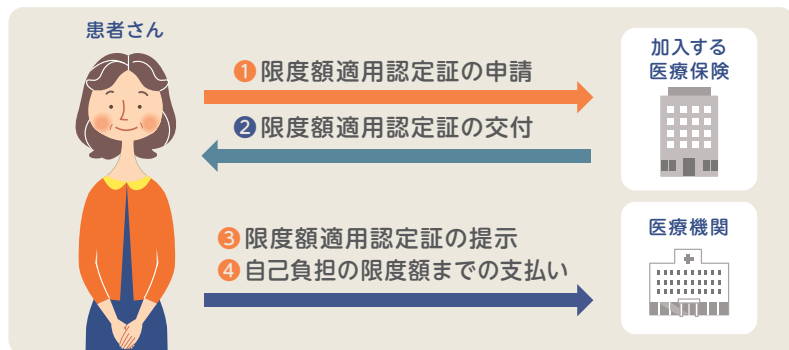 患者さん
❶限度額適用認定証の申請
❷限度額適用認定証の交付
加入する
医療保険
❸限度額適用認定証の提示
❹自己負担の限度額までの支払い
医療機関